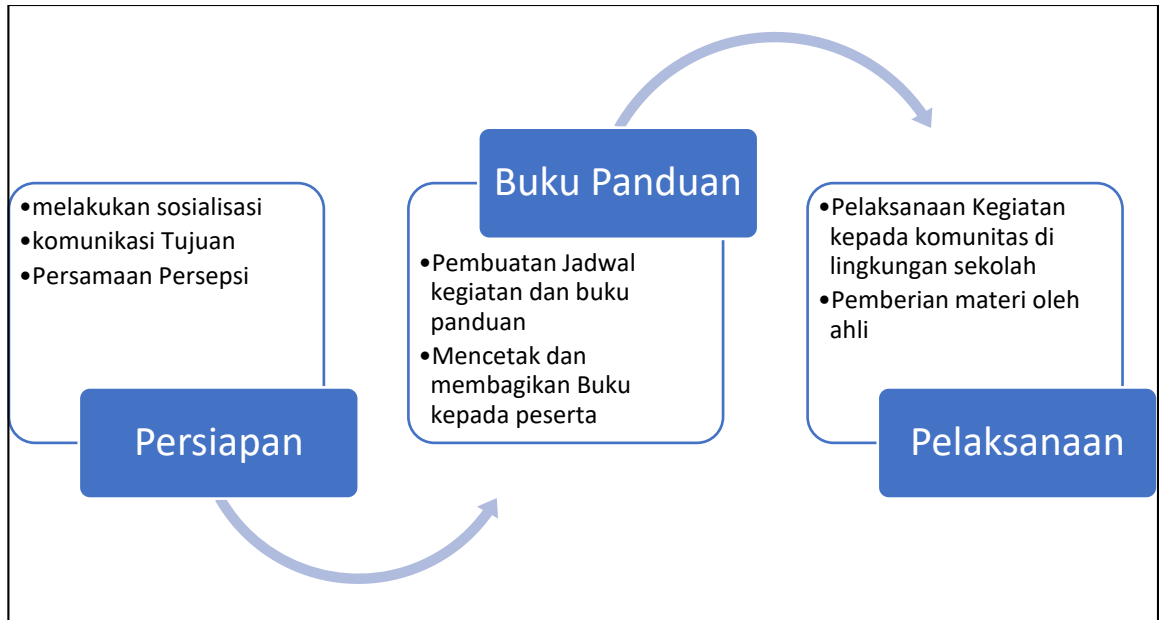 •melakukan sosialisasi
•komunikasi Tujuan
•Persamaan Persepsi
Persiapan
Buku Panduan
•Pembuatan Jadwal
kegiatan dan buku
panduan
•Mencetak dan
membagikan Buku
kepada peserta
•Pelaksanaan Kegiatan
kepada komunitas di
lingkungan sekolah
•Pemberian materi oleh
ahli
Pelaksanaan